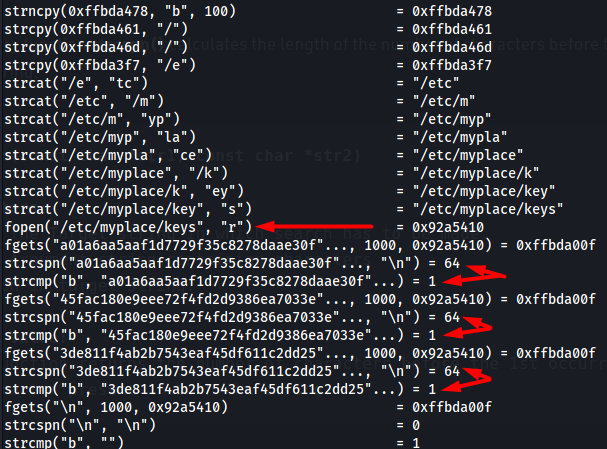 strncpy(0xffbda478, "b", 100) = 0xffbda478
strcpy(0xffbda461, "/") = 0xffbda461
strcpy(0xffbda46d, "/") = 0xffbda46d
strcpy(0xffbda3f7, "/e") = 0xffbda3f7
strcat("/e", "tc") = "/etc"
strcat("/etc", "/m") = "/etc/m"
strcat("/etc/m", "yp") = "/etc/myp"
strcat("/etc/myp", "la") = "/etc/mypla"
strcat("/etc/mypla", "ce") = "/etc/myplace"
strcat("/etc/myplace", "/k") = "/etc/myplace/k"
strcat("/etc/myplace/k", "ey") = "/etc/myplace/key"
strcat("/etc/myplace/key", "s") = "/etc/myplace/keys"
fopen("/etc/myplace/keys", "r") = 0x92a5410
fgets("a01a6aa5aaf1d7729f35c8278daae30f"..., 1000, 0x92a5410) = 0xffbda00f
strcspn("a01a6aa5aaf1d7729f35c8278daae30f"..., "\n") = 64
strcmp("b", "a01a6aa5aaf1d7729f35c8278daae30f"...) = 1
fgets("45fac180e9eee72f4fd2d9386ea7033e"..., 1000, 0x92a5410) = 0xffbda00f
strcspn("45fac180e9eee72f4fd2d9386ea7033e"..., "\n") = 64
strcmp("b", "45fac180e9eee72f4fd2d9386ea7033e"...) = 1
fgets("3de811f4ab2b7543eaf45df611c2dd25"..., 1000, 0x92a5410) = 0xffbda00f
strcspn("3de811f4ab2b7543eaf45df611c2dd25"..., "\n") = 64
strcmp("b", "3de811f4ab2b7543eaf45df611c2dd25"...) = 1
fgets("\n", 1000, 0x92a5410) = 0xffbda00f
strcspn("\n", "\n") = 0
strcmp("b", "") = 1